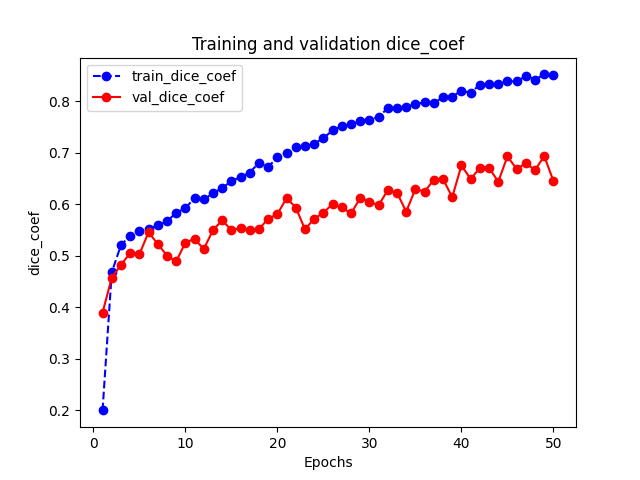 Training and validation dice_coef
train_dice_coef
val_dice_coef
dice_coef
0.8
0.7
0.6
0.5
0.4
0.3
0.2
0 10 20 30 40 50
Epochs